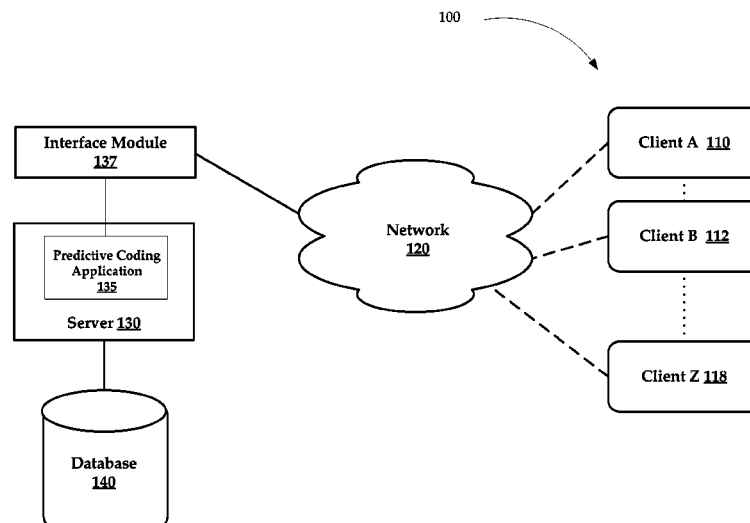 100
Interface Module
137
Client A 110
Network
120
Client B 112
Predictive Coding
Application
135
Server 130
Client Z 118
Database
140